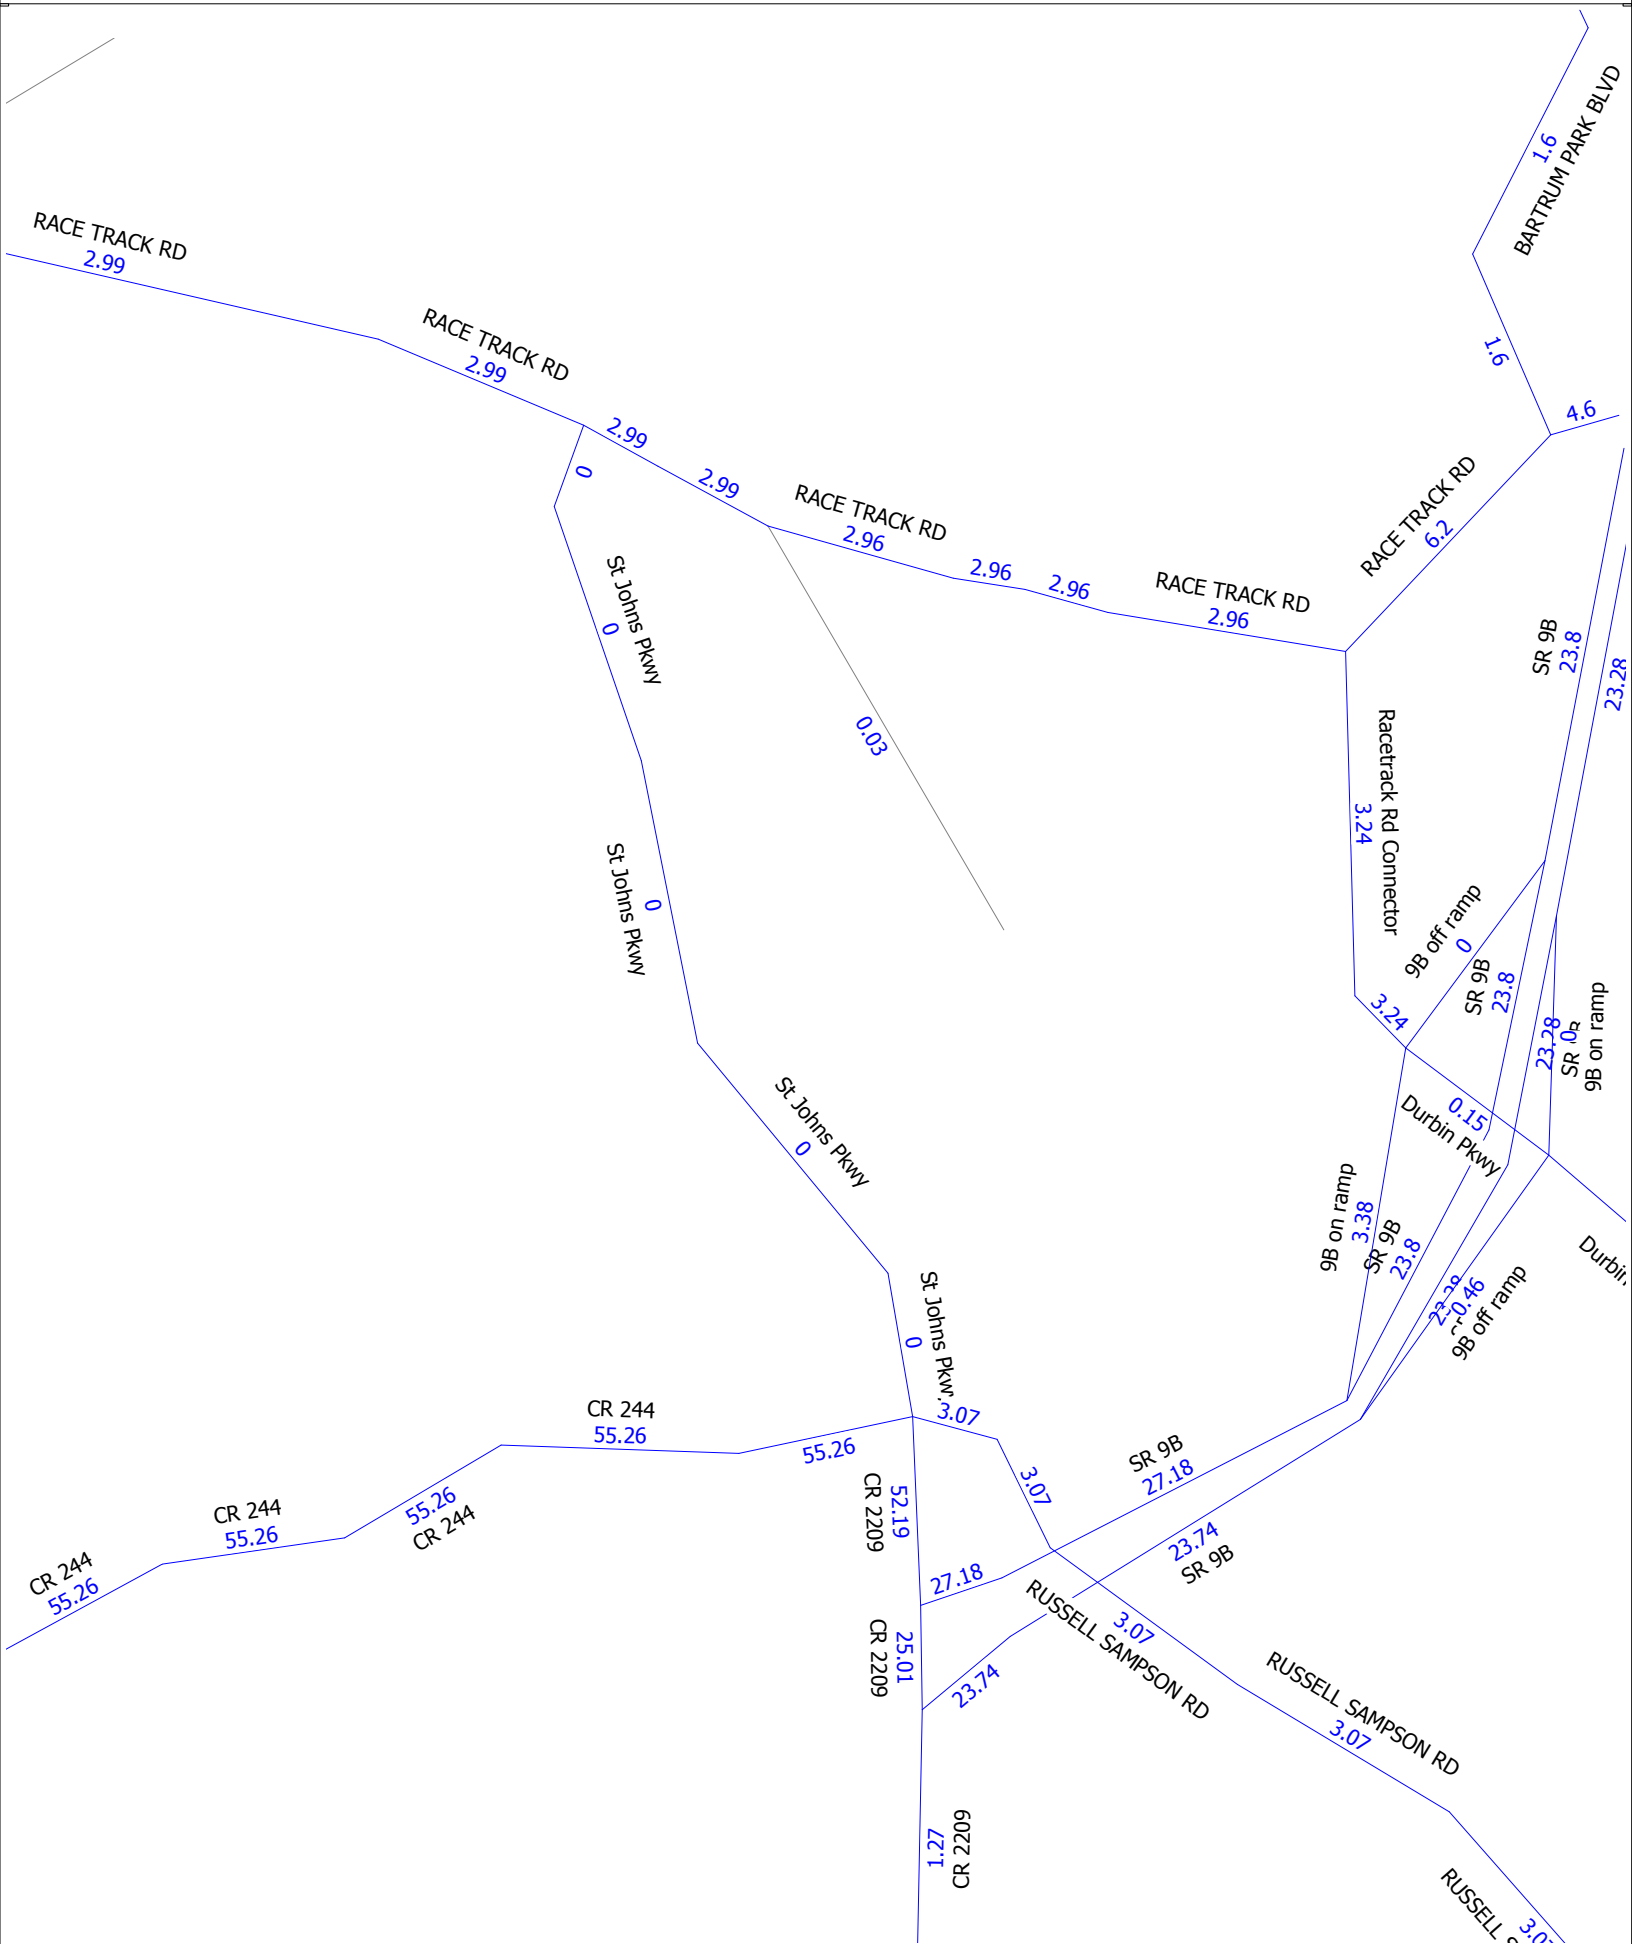 BARTRUM PARK BLVD
1.6
RACE TRACK RD
2.99
RACE TRACK RD
2.99
1.6
4.6
2.99
0
2.99
RACE TRACK RD
2.96
2.96
2.96
RACE TRACK RD
2.96
RACE TRACK RD
6.2
St Johns Pkwy
0
SR 9B
23.8
23.28
0.03
Racetrack Rd Connector
3.24
St Johns Pkwy
0
9B off ramp
0
SR 9B
23.8
3.24
23.28
0
SR
9B on ramp
St Johns Pkwy
0
0.15
Durbin Pkwy
9B on ramp
3.38
SR 9B
23.8
Durbin
0.46
9B off ramp
St Johns Pkw
0
3.07
CR 244
55.26
55.26
SR 9B
27.18
3.07
CR 244
55.26
55.26
CR 244
CR 2209
52.19
23.74
SR 9B
CR 244
55.26
27.18
RUSSELL SAMPSON RD
3.07
CR 2209
25.01
23.74
RUSSELL SAMPSON RD
3.07
1.27
CR 2209
RUSSELL